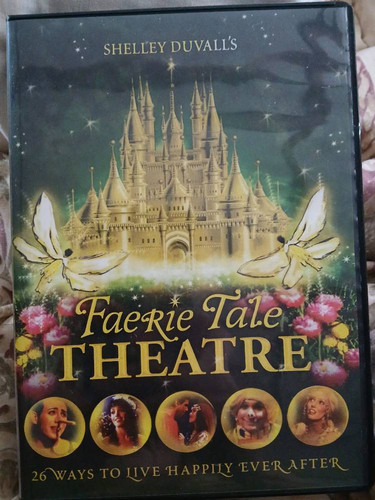 SHELLEY DUVALL'S
Faerie Tale
THEATRE
26 WAYS TO LIVE HAPPILY EVER AFTER